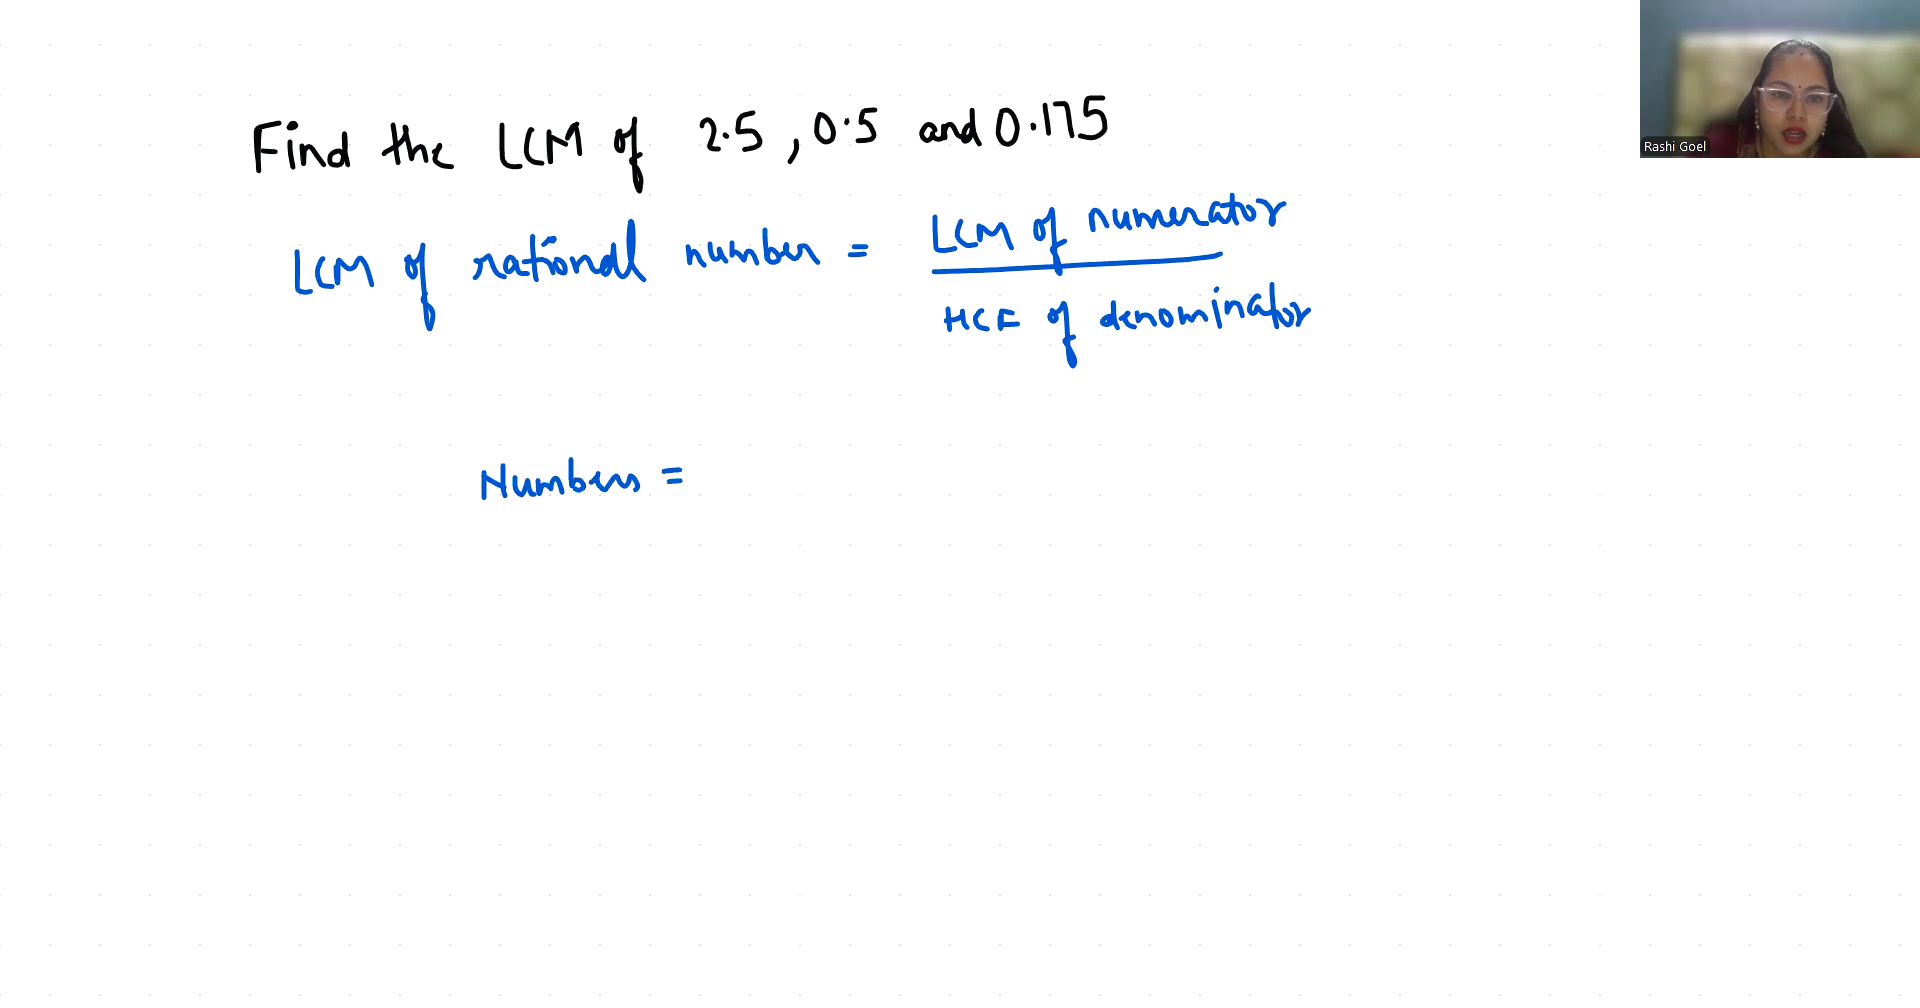 Find the LCM of 2.5, 0.5 and 0.175
LCM of rational number = LCM of numerator
HCF of denominator
Numbers =
Rashi Goel